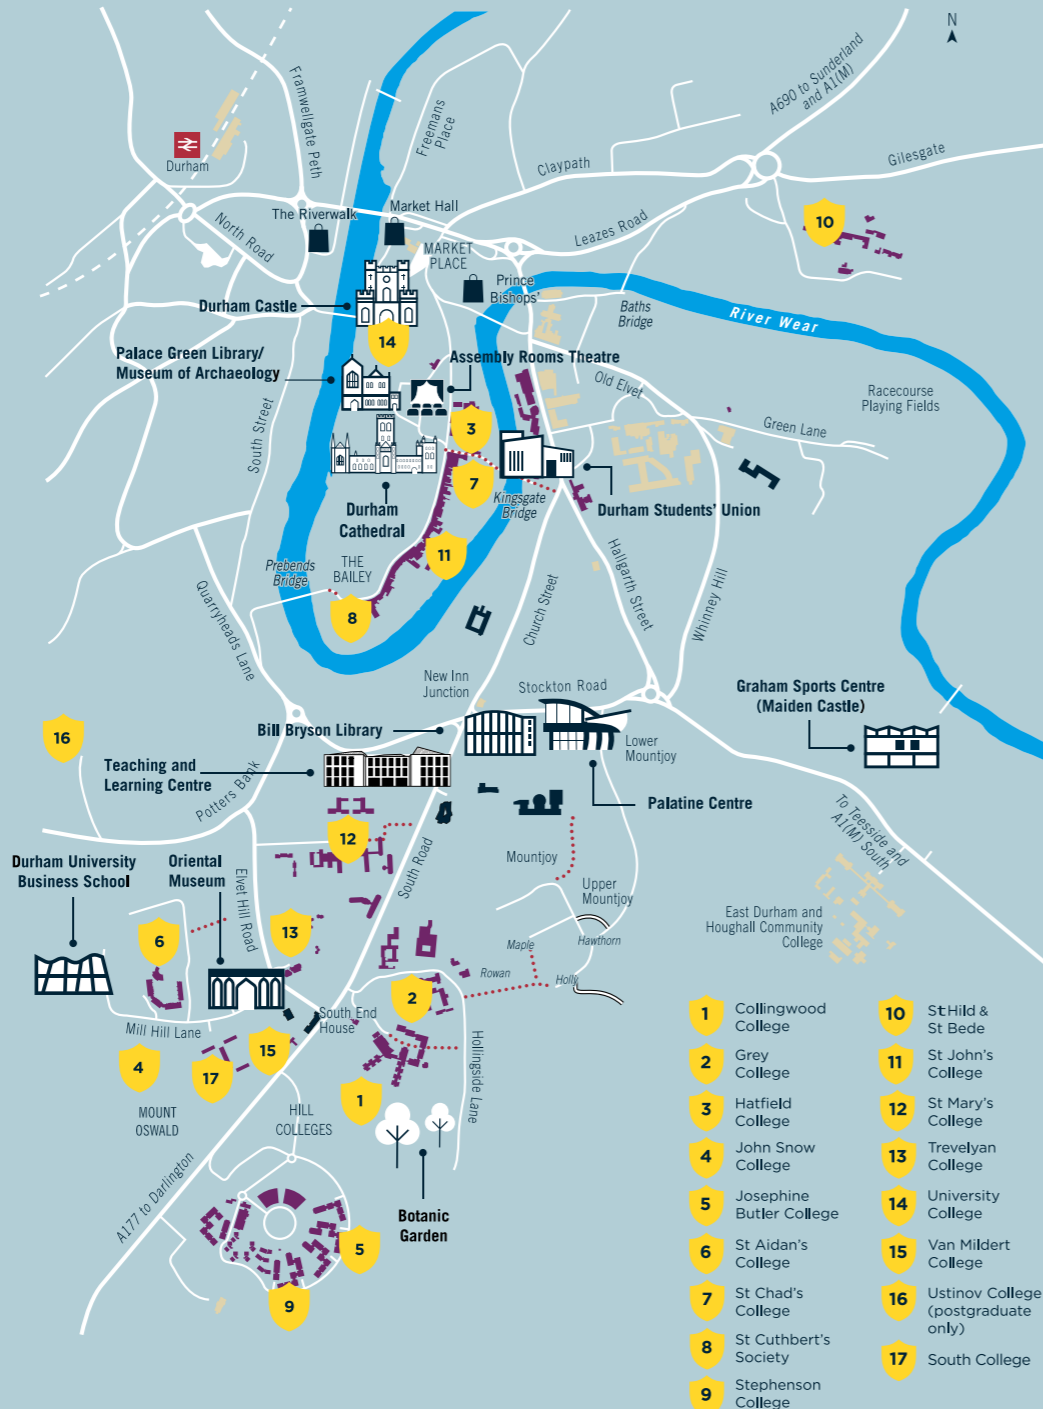 N
A690 to Sunderland
and A1(M)
Framwellgate Peth
Freemans
Place
Durham
Claypath
Gilesgate
North Road
The Riverwalk
Market Hall
Leazes Road
10
MARKET
PLACE
Prince
Bishops'
Durham Castle
Baths
Bridge
River Wear
14
Palace Green Library/
Museum of Archaeology
Assembly Rooms Theatre
Old Elvet
Racecourse
Playing Fields
South Street
3
Green Lane
7
Kingsgate
Bridge
Durham Students' Union
Durham
Cathedral
11
Prebends
Bridge
THE
BAILEY
8
Quarryheads Lane
Church Street
Hallgarth Street
Whinney Hill
New Inn
Junction
Stockton Road
Graham Sports Centre
(Maiden Castle)
16
Bill Bryson Library
Lower
Mountjoy
Teaching and
Learning Centre
Potters Bank
Palatine Centre
To Teesside and
A1(M) South
12
South Road
Durham University
Business School
Oriental
Museum
Elvet Hill Road
Mountjoy
Upper
Mountjoy
East Durham and
Houghall Community
College
6
13
Maple
Hawthorn
Rowan
Holly
2
Mill Hill Lane
South End
House
Hollingside Lane
4
17
15
1
MOUNT
OSWALD
HILL
COLLEGES
A177 to Darlington
Botanic
Garden
5
9
1
Collingwood
College
2
Grey
College
3
Hatfield
College
4
John Snow
College
5
Josephine
Butler College
6
St Aidan's
College
7
St Chad's
College
8
St Cuthbert's
Society
9
Stephenson
College
10
St Hild &
St Bede
11
St John's
College
12
St Mary's
College
13
Trevelyan
College
14
University
College
15
Van Mildert
College
16
Ustinov College
(postgraduate
only)
17
South College